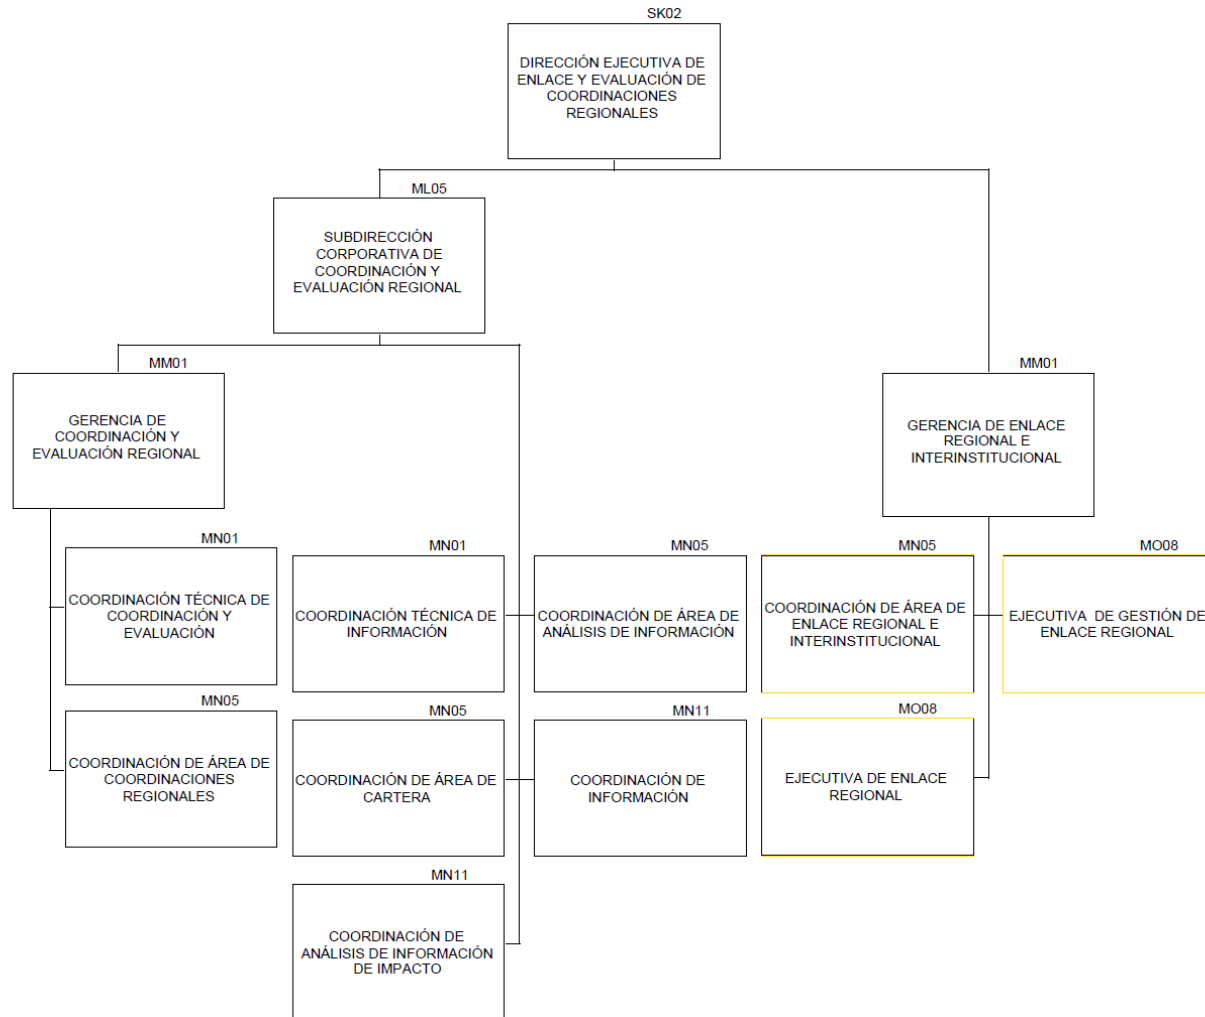 SK02
DIRECCIÓN EJECUTIVA DE
ENLACE Y EVALUACIÓN DE
COORDINACIONES
REGIONALES
ML05
SUBDIRECCIÓN
CORPORATIVA DE
COORDINACIÓN Y
EVALUACIÓN REGIONAL
MM01
GERENCIA DE
COORDINACIÓN Y
EVALUACIÓN REGIONAL
MM01
GERENCIA DE ENLACE
REGIONAL E
INTERINSTITUCIONAL
MN01
COORDINACIÓN TÉCNICA DE
COORDINACIÓN Y
EVALUACIÓN
MN01
COORDINACIÓN TÉCNICA DE
INFORMACIÓN
MN05
COORDINACIÓN DE ÁREA DE
ANÁLISIS DE INFORMACIÓN
MN05
COORDINACIÓN DE ÁREA DE
ENLACE REGIONAL E
INTERINSTITUCIONAL
MO08
EJECUTIVA DE GESTIÓN DE
ENLACE REGIONAL
MN05
COORDINACIÓN DE ÁREA DE
COORDINACIONES
REGIONALES
MN05
COORDINACIÓN DE ÁREA DE
CARTERA
MN11
COORDINACIÓN DE
INFORMACIÓN
MO08
EJECUTIVA DE ENLACE
REGIONAL
MN11
COORDINACIÓN DE
ANÁLISIS DE INFORMACIÓN
DE IMPACTO